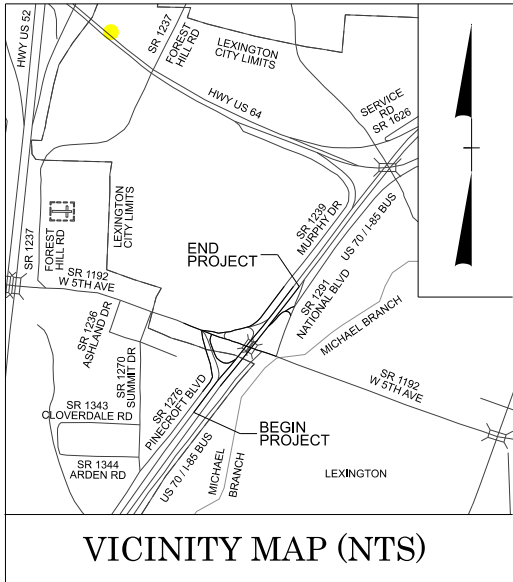 HWY US 52
SR 1237
FOREST
HILL RD
LEXINGTON
CITY LIMITS
HWY US 64
SERVICE
RD
SR 1626
SR 1237
FOREST
HILL RD
LEXINGTON
CITY LIMITS
SR 1239
MURPHY DR
US 70 / I-85 BUS
END
PROJECT
SR 1291
NATIONAL BLVD
MICHAEL BRANCH
SR 1192
W 5TH AVE
SR 1236
ASHLAND DR
SR 1270
SUMMIT DR
SR 1276
PINECROFT BLVD
SR 1192
W 5TH AVE
SR 1343
CLOVERDALE RD
BEGIN
PROJECT
SR 1344
ARDEN RD
US 70 / I-85 BUS
MICHAEL
BRANCH
LEXINGTON
VICINITY MAP (NTS)